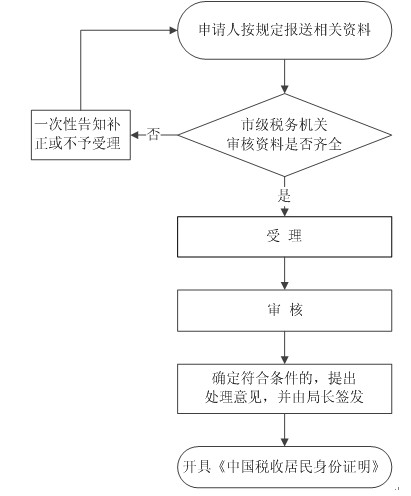 申请人按规定报送相关资料
市级税务机关
审核资料是否齐全
否
一次性告知补
正或不予受理
是
受 理
审 核
确定符合条件的，提出
处理意见，并由局长签发
开具《中国税收居民身份证明》